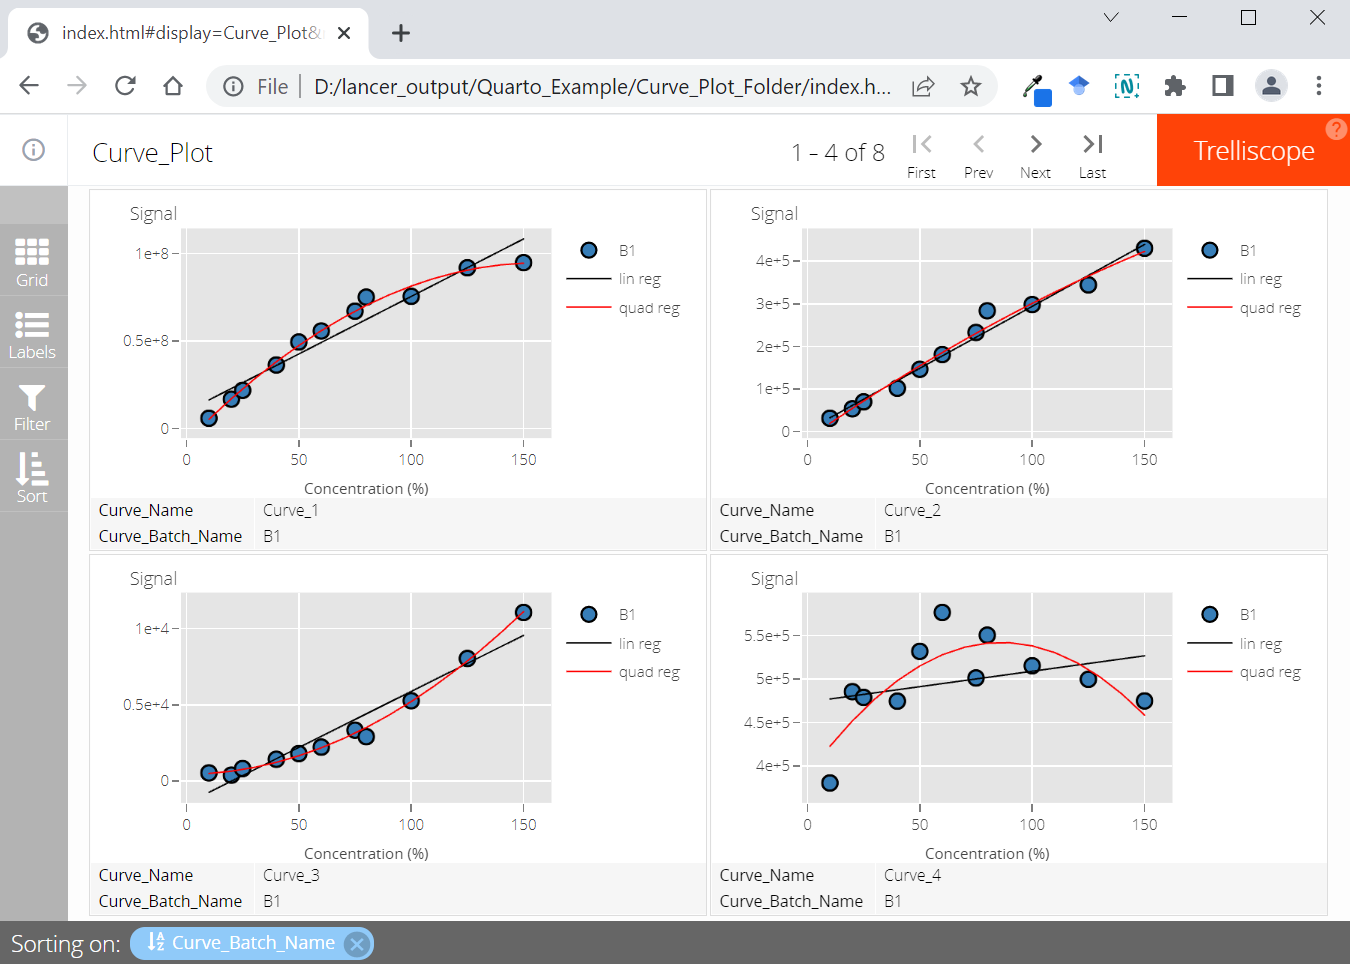 index.html#display=Curve_Plot&
File
D:/lancer_output/Quarto_Example/Curve_Plot_Folder/index.h...
Curve_Plot
1 - 4 of 8
First Prev Next Last
Trelliscope
?
Grid
Labels
Filter
Sort
Signal
1e+8
0.5e+8
0
0 50 100 150
Concentration (%)
B1
lin reg
quad reg
Curve_Name Curve_1
Curve_Batch_Name B1
Signal
4e+5
3e+5
2e+5
1e+5
0
0 50 100 150
Concentration (%)
B1
lin reg
quad reg
Curve_Name Curve_2
Curve_Batch_Name B1
Signal
1e+4
0.5e+4
0
0 50 100 150
Concentration (%)
B1
lin reg
quad reg
Curve_Name Curve_3
Curve_Batch_Name B1
Signal
5.5e+5
5e+5
4.5e+5
4e+5
0 50 100 150
Concentration (%)
B1
lin reg
quad reg
Curve_Name Curve_4
Curve_Batch_Name B1
Sorting on: Curve_Batch_Name